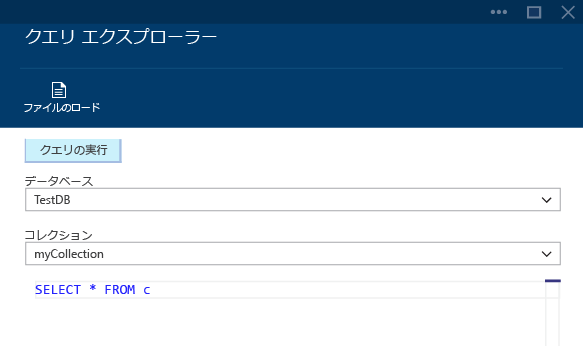 クエリ エクスプローラー
ファイルのロード
クエリの実行
データベース
TestDB
コレクション
myCollection
SELECT * FROM c